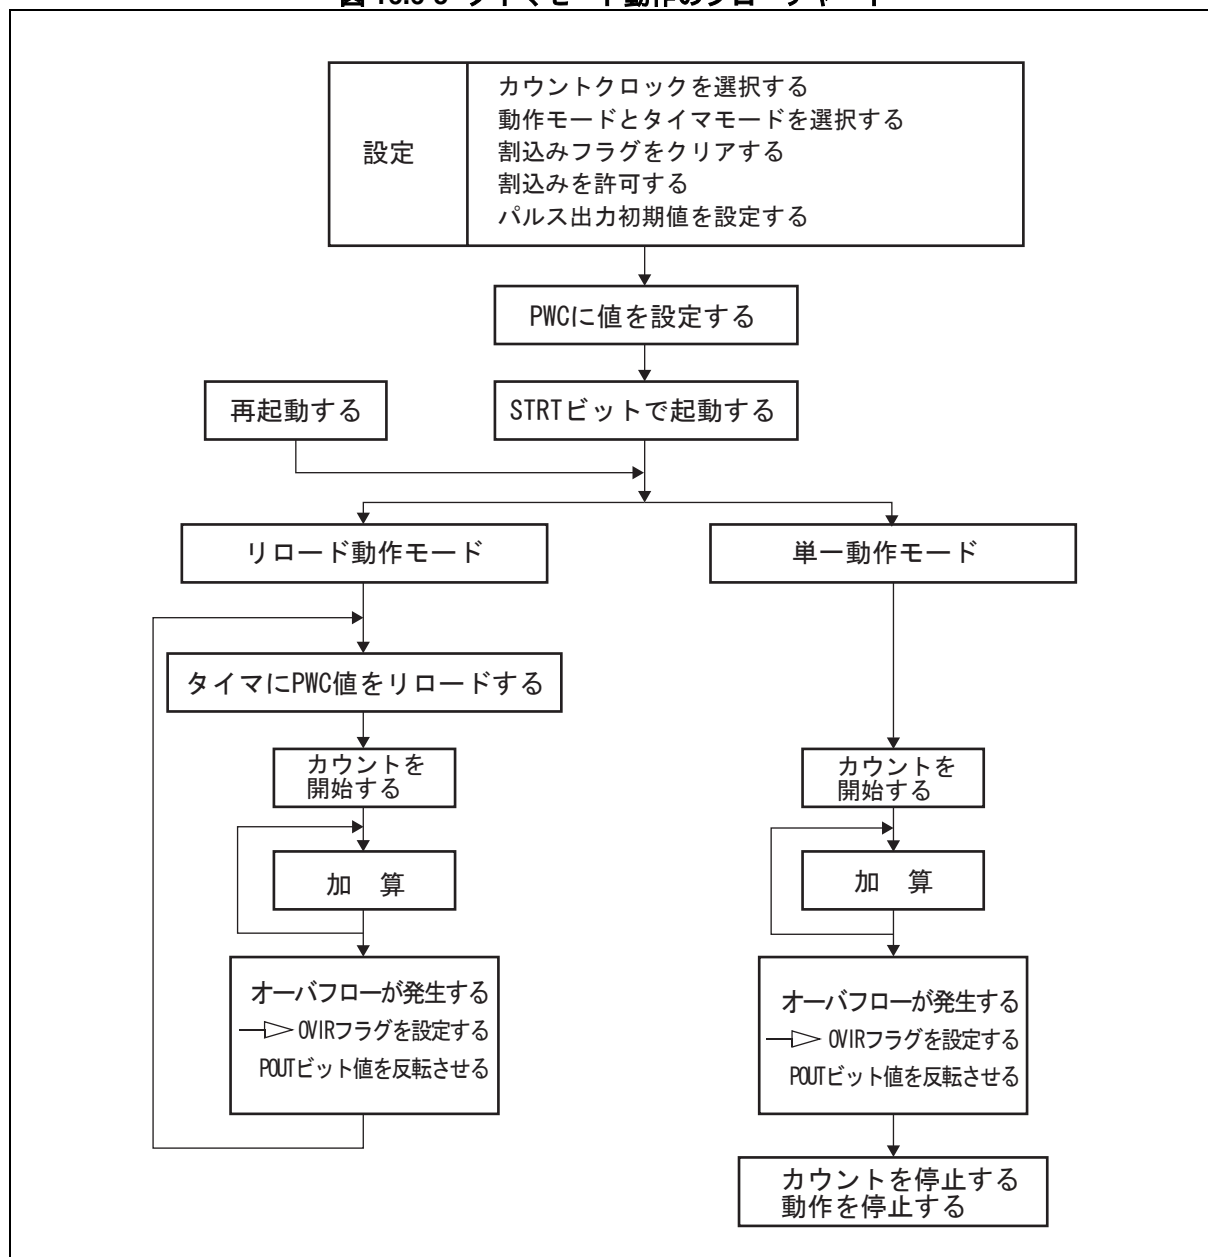 設定
カウントクロックを選択する
動作モードとタイマモードを選択する
割込みフラグをクリアする
割込みを許可する
パルス出力初期値を設定する
PWCに値を設定する
再起動する
STRTビットで起動する
リロード動作モード
単一動作モード
タイマにPWC値をリロードする
カウントを
開始する
カウントを
開始する
加 算
加 算
オーバフローが発生する
OVIRフラグを設定する
POUTビット値を反転させる
オーバフローが発生する
OVIRフラグを設定する
POUTビット値を反転させる
カウントを停止する
動作を停止する